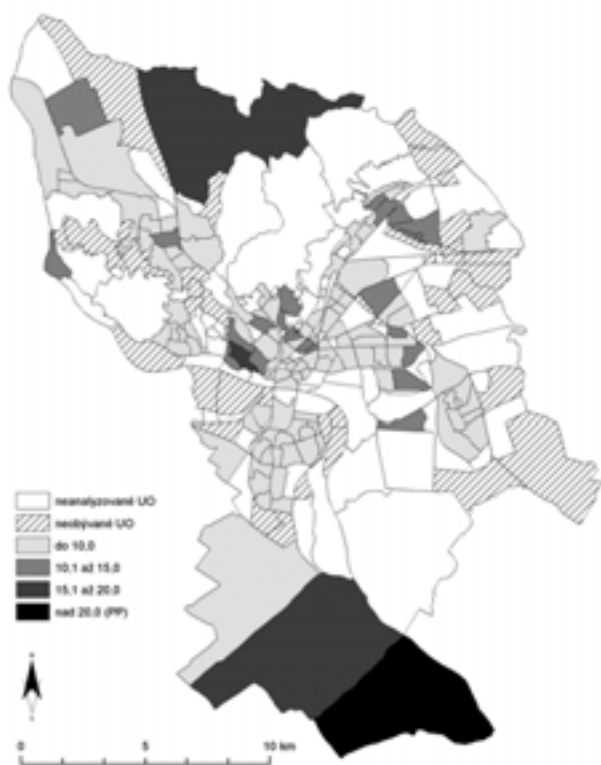 neanalyzované UO
neobývané UO
do 10,0
10,1 až 15,0
15,1 až 20,0
nad 20,0 (PP)
0 5 10 km